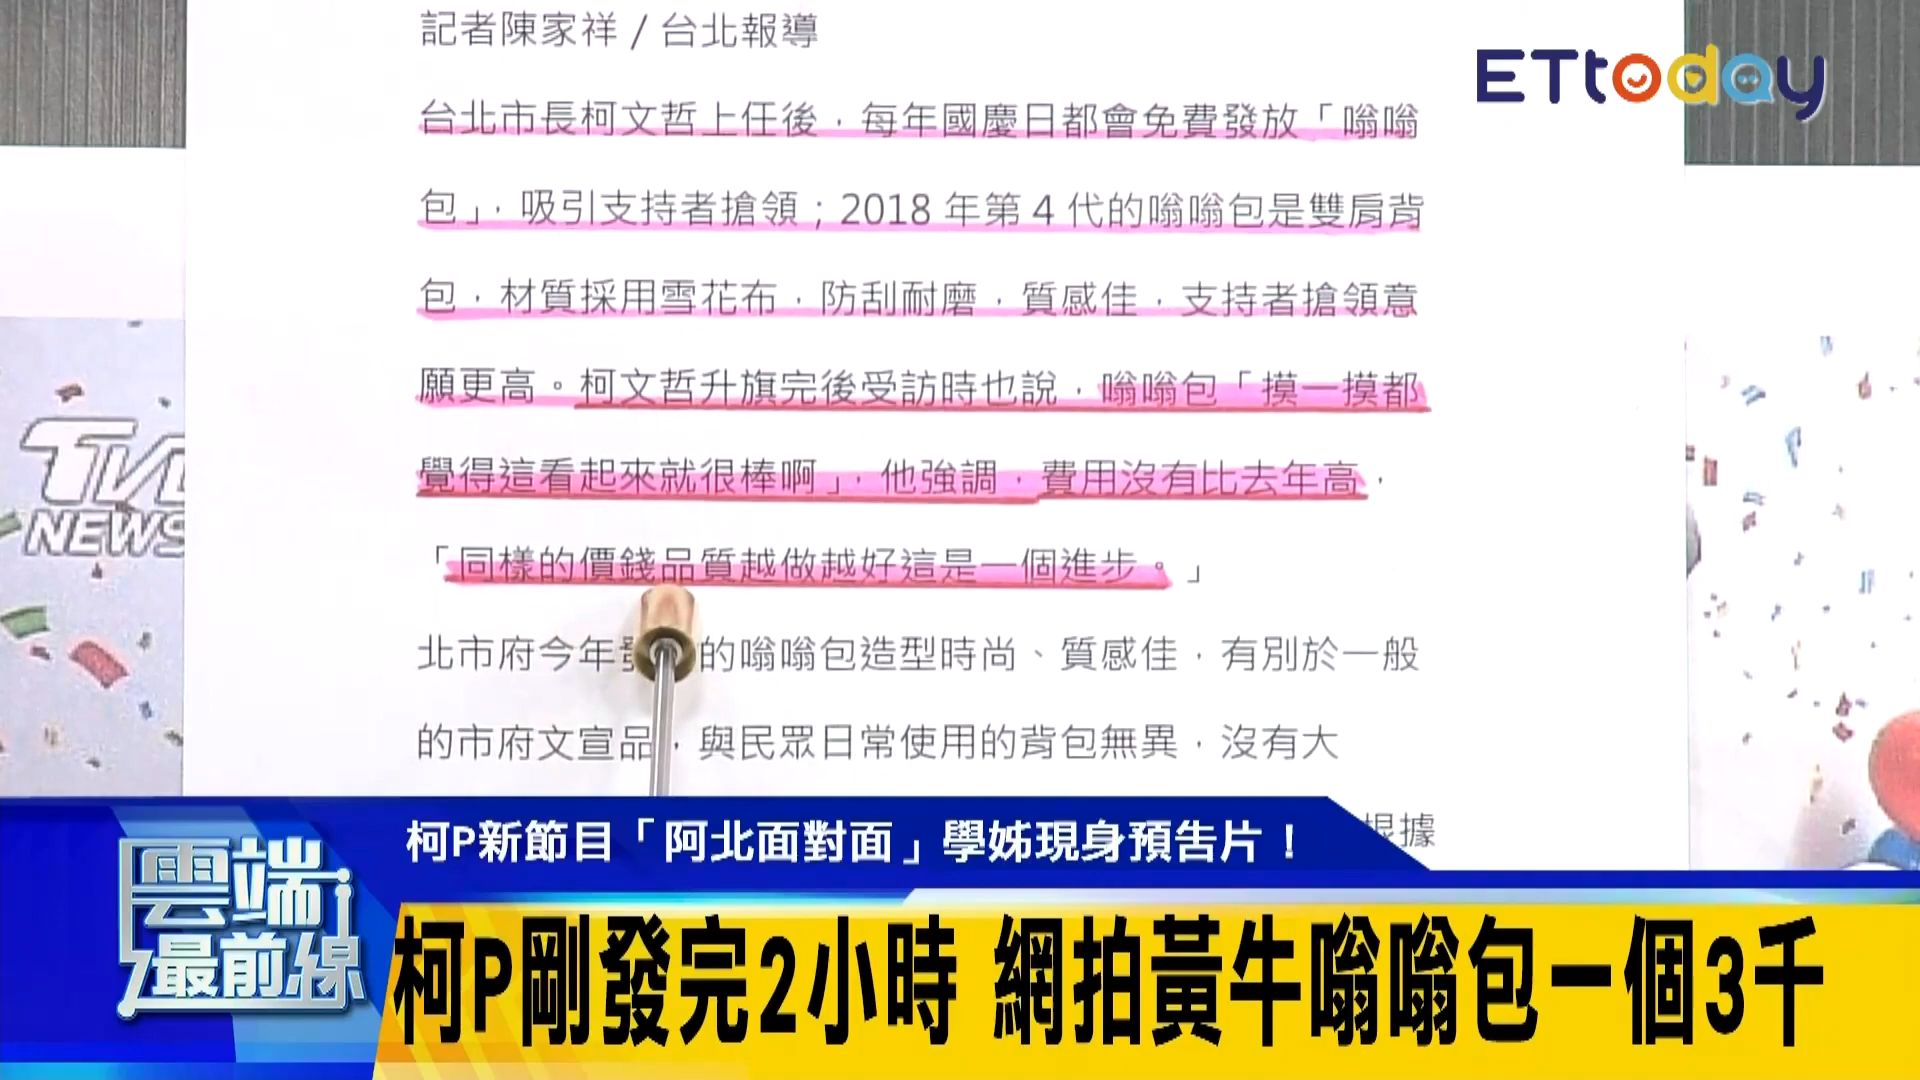 記者陳家祥/台北報導
ETtoday
台北市長柯文哲上任後，每年國慶日都會免費發放「嗡嗡
包」，吸引支持者搶領；2018 年第 4 代的嗡嗡包是雙肩背
包，材質採用雪花布，防刮耐磨，質感佳，支持者搶領意
願更高。柯文哲升旗完後受訪時也說，嗡嗡包「摸一摸都
覺得這看起來就很棒啊」，他強調，費用沒有比去年高，
「同樣的價錢品質越做越好這是一個進步。」
北市府今年 的嗡嗡包造型時尚、質感佳，有別於一般
的市府文宣品，與民眾日常使用的背包無異，沒有大
根據
NEWS
柯P新節目「阿北面對面」學姊現身預告片！
雲端最前線
柯P剛發完2小時 網拍黃牛嗡嗡包一個3千